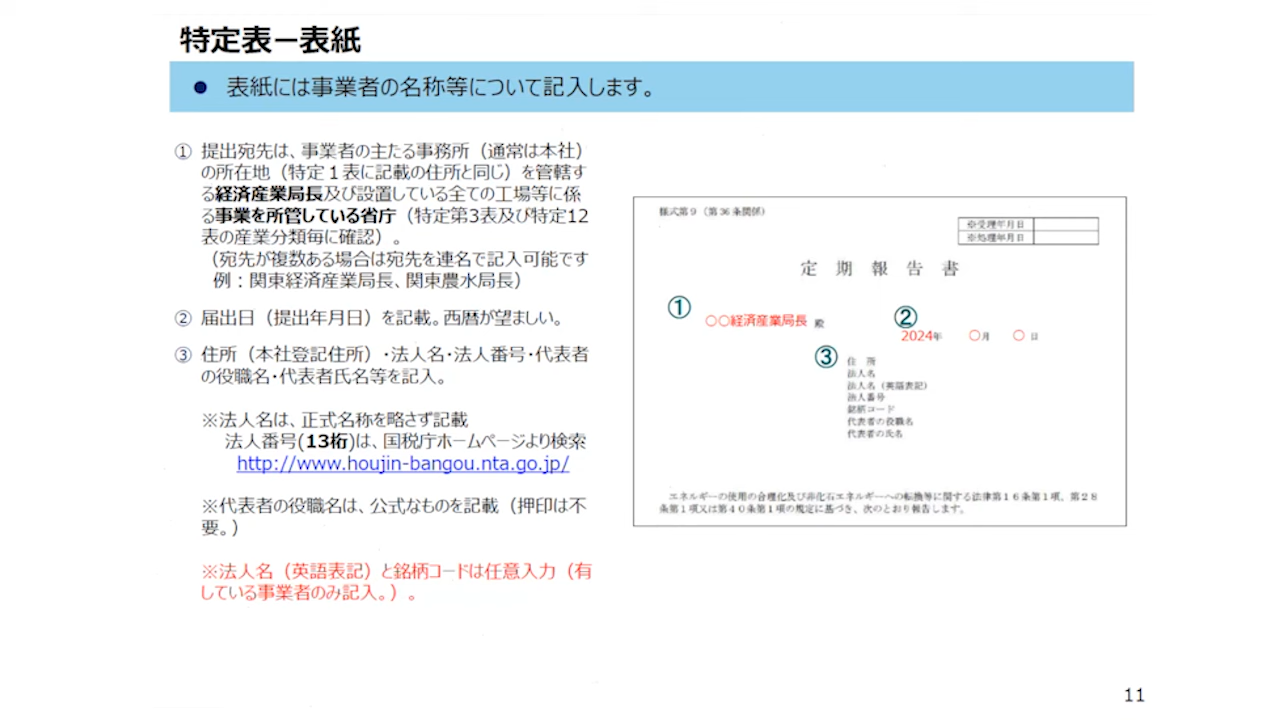 特定表－表紙
● 表紙には事業者の名称等について記入します。
① 提出宛先は、事業者の主たる事務所（通常は本社）
の所在地（特定１表に記載の住所と同じ）を管轄す
る経済産業局長及び設置している全ての工場等に係
る事業を所管している省庁（特定第3表及び特定12
表の産業分類毎に確認）。
（宛先が複数ある場合は宛先を連名で記入可能です
例：関東経済産業局長、関東農水局長）
② 届出日（提出年月日）を記載。西暦が望ましい。
③ 住所（本社登記住所）・法人名・法人番号・代表者
の役職名・代表者氏名等を記入。
※法人名は、正式名称を略さず記載
法人番号(13桁)は、国税庁ホームページより検索
http://www.houjin-bangou.nta.go.jp/
※代表者の役職名は、公式なものを記載（押印は不
要。）
※法人名（英語表記）と銘柄コードは任意入力（有
している事業者のみ記入。）。
様式第９（第36条関係）
※受理年月日
※処理年月日
定期報告書
① 〇〇経済産業局長 殿
② 2024年 〇月 〇日
③ 住所
法人名
法人名（英語表記）
法人番号
銘柄コード
代表者の役職名
代表者の氏名
エネルギーの使用の合理化及び非化石エネルギーへの転換等に関する法律第１６条第１項、第２８
条第１項又は第４０条第１項の規定に基づき、次のとおり報告します。
11